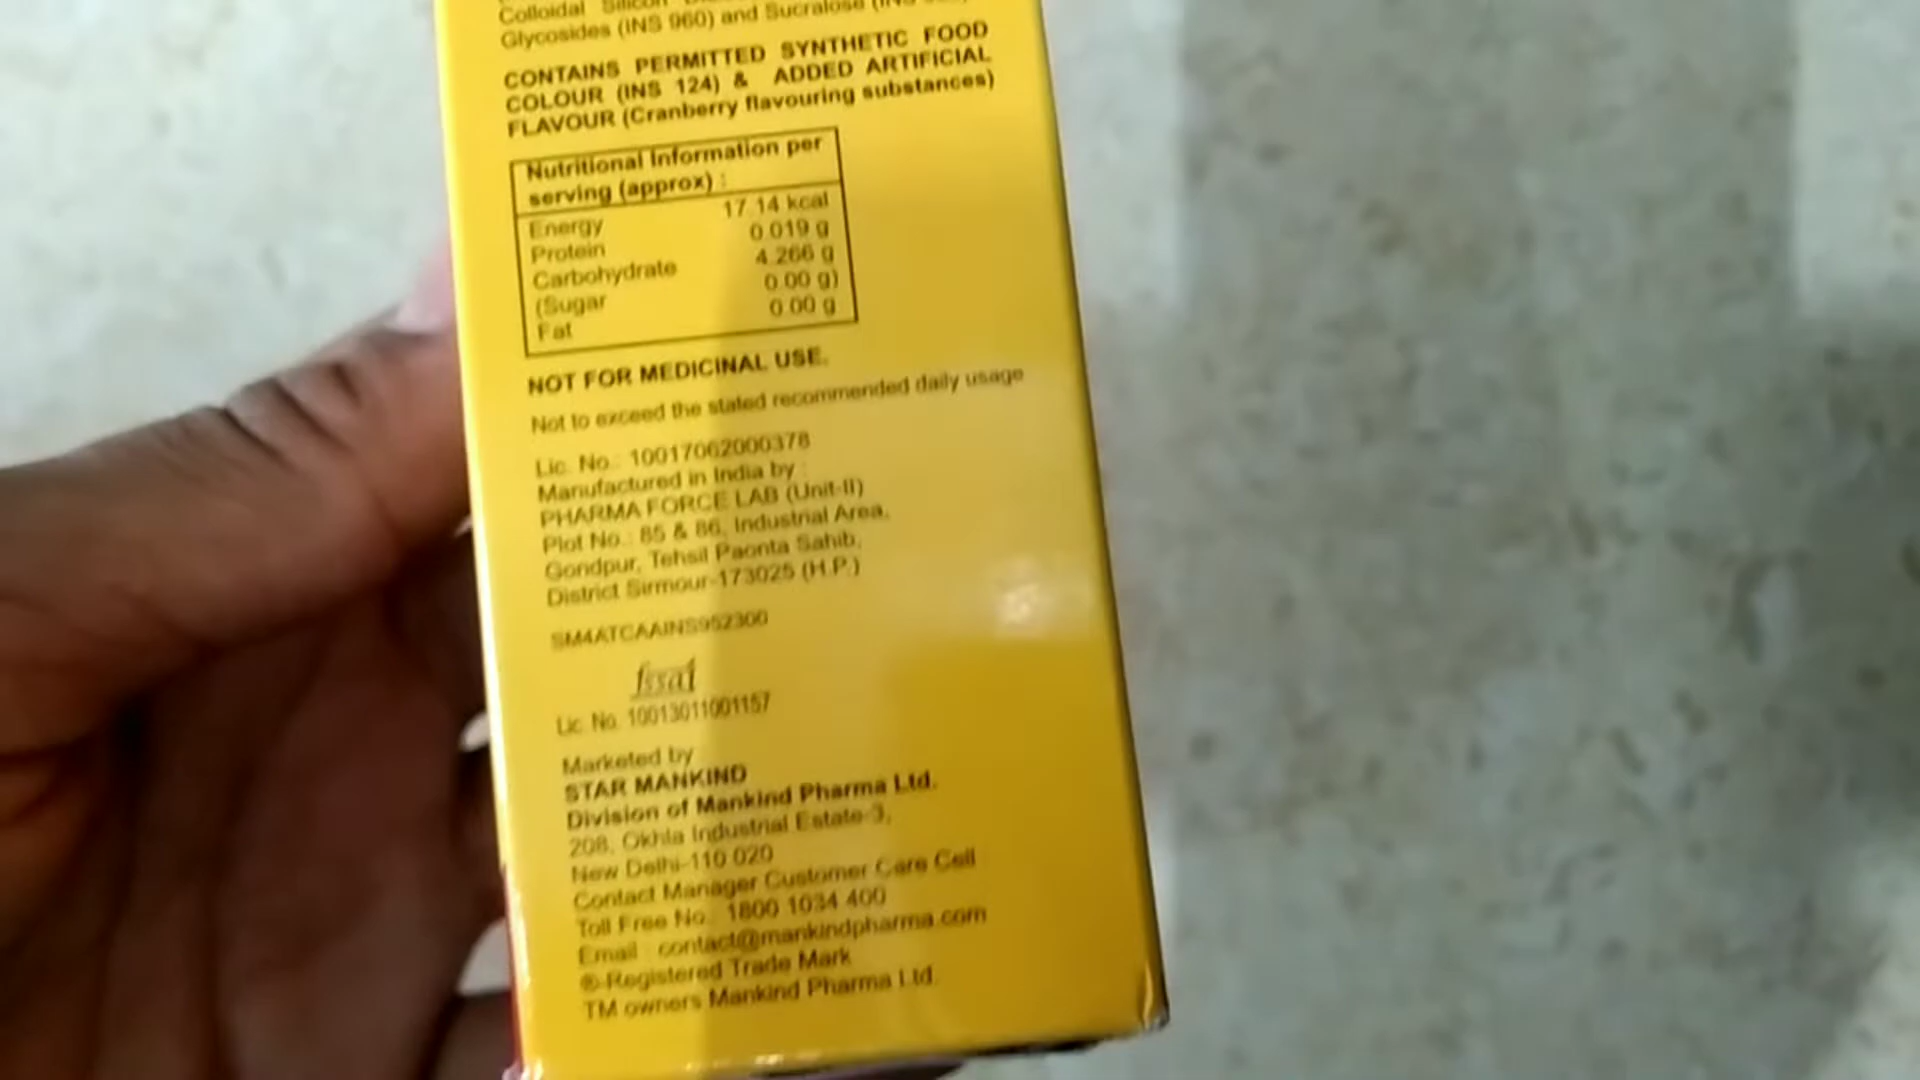 Colloidal Silicon
Glycosides (INS 960) and Sucralose (INS
CONTAINS PERMITTED SYNTHETIC FOOD
COLOUR (INS 124) & ADDED ARTIFICIAL
FLAVOUR (Cranberry flavouring substances)
Nutritional Information per
serving (approx) :
Energy 17.14 kcal
Protein 0.019 g
Carbohydrate 4.266 g
(Sugar 0.00 g)
Fat 0.00 g
NOT FOR MEDICINAL USE.
Not to exceed the stated recommended daily usage
Lic. No.: 10017062000378
Manufactured in India by :
PHARMA FORCE LAB (Unit-II)
Plot No.: 85 & 86, Industrial Area,
Gondpur, Tehsil Paonta Sahib,
District Sirmour-173025 (H.P.)
SM4ATCAAINS952300
fssai
Lic. No. 10013011001157
Marketed by
STAR MANKIND
Division of Mankind Pharma Ltd.
208, Okhla Industrial Estate-3,
New Delhi-110 020
Contact Manager Customer Care Cell
Toll Free No.: 1800 1034 400
Email : contact@mankindpharma.com
®-Registered Trade Mark
TM owners Mankind Pharma Ltd.